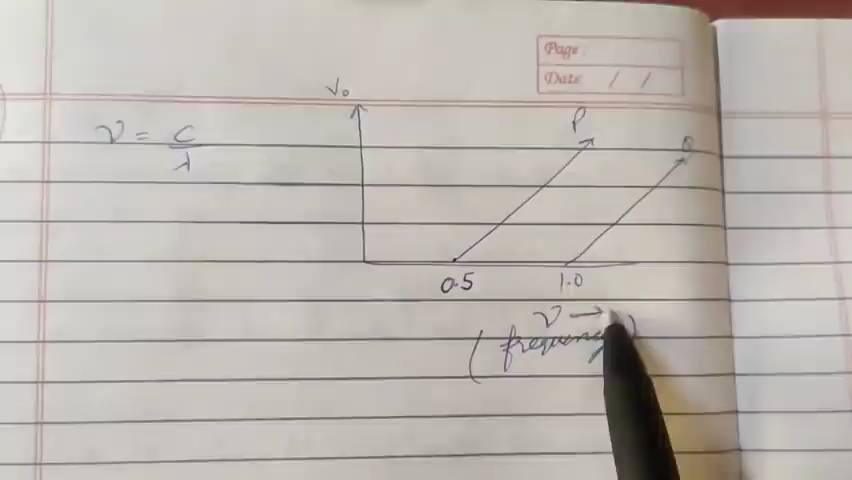 Page:
Date: / /
V₀
ν = c/λ
P
Q
0.5 1.0
ν →
(frequency)